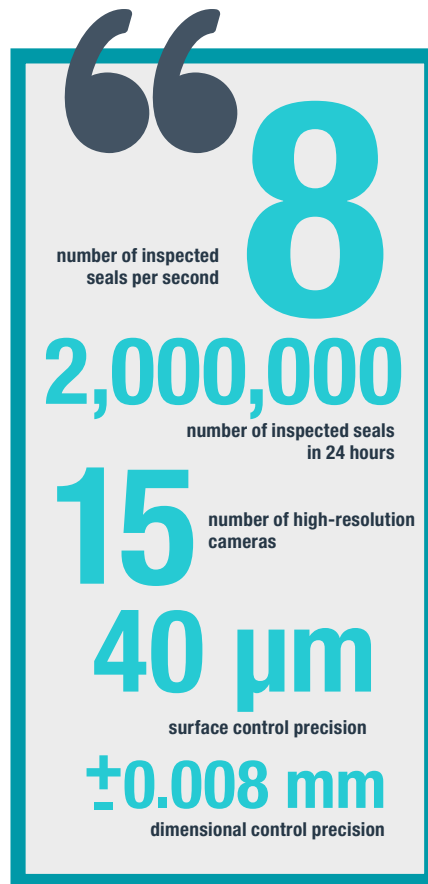 “
8
number of inspected
seals per second
2,000,000
number of inspected seals
in 24 hours
15
number of high-resolution
cameras
40 µm
surface control precision
±0.008 mm
dimensional control precision